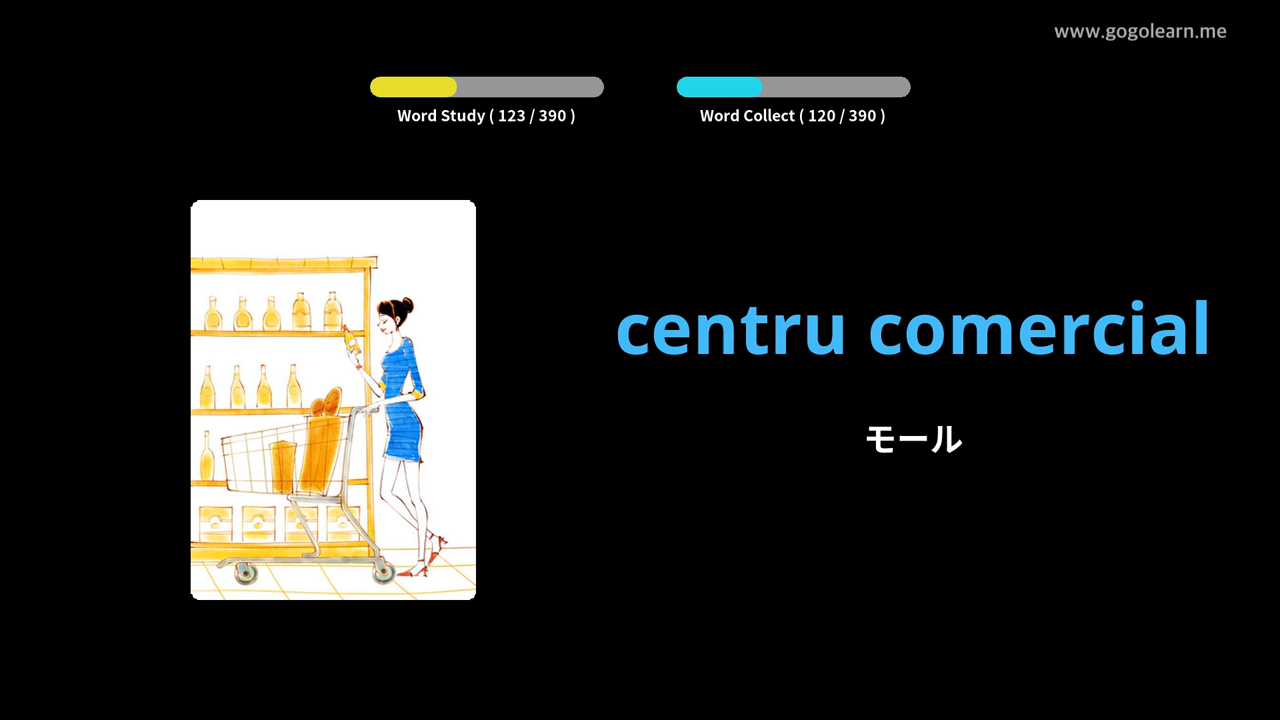 www.gogolearn.me
Word Study ( 123 / 390 )
Word Collect ( 120 / 390 )
centru comercial
モール